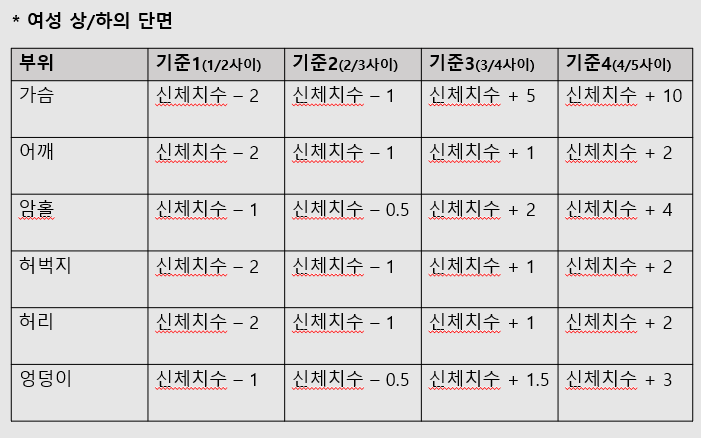 * 여성 상/하의 단면
부위 기준1(1/2사이) 기준2(2/3사이) 기준3(3/4사이) 기준4(4/5사이)
가슴 신체치수 – 2 신체치수 – 1 신체치수 + 5 신체치수 + 10
어깨 신체치수 – 2 신체치수 – 1 신체치수 + 1 신체치수 + 2
암홀 신체치수 – 1 신체치수 – 0.5 신체치수 + 2 신체치수 + 4
허벅지 신체치수 – 2 신체치수 – 1 신체치수 + 1 신체치수 + 2
허리 신체치수 – 2 신체치수 – 1 신체치수 + 1 신체치수 + 2
엉덩이 신체치수 – 1 신체치수 – 0.5 신체치수 + 1.5 신체치수 + 3